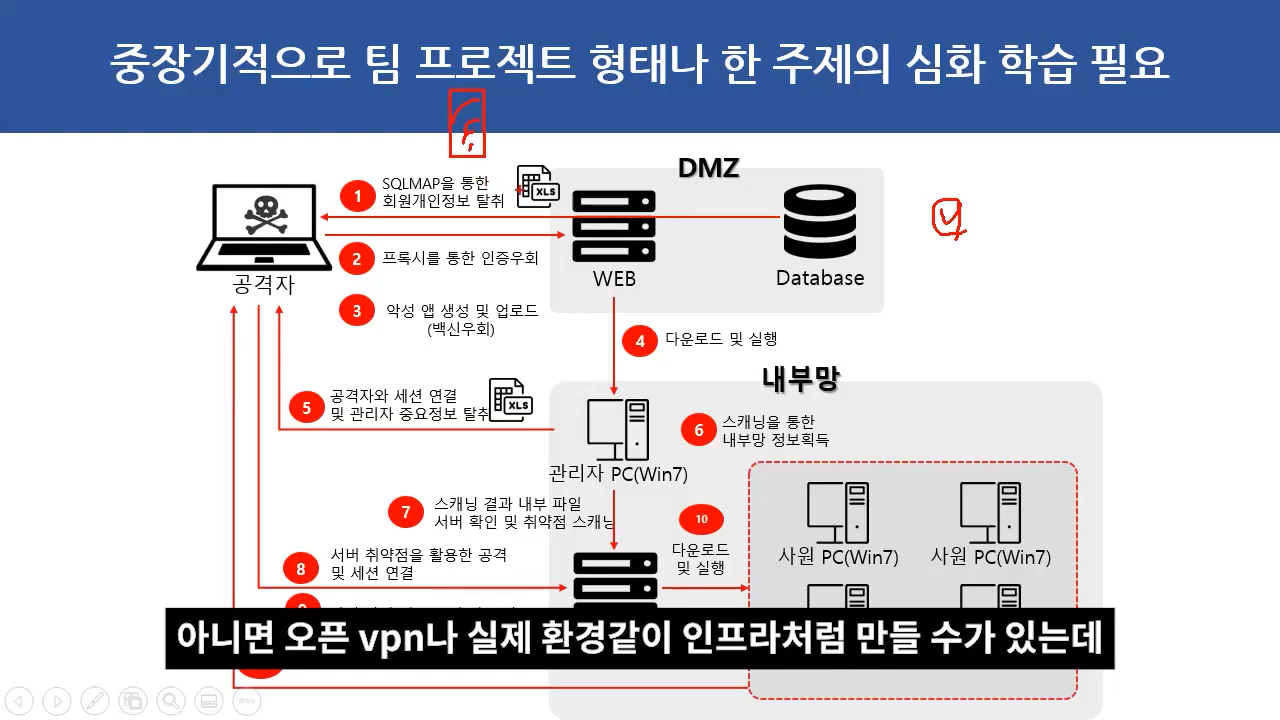 중장기적으로 팀 프로젝트 형태나 한 주제의 심화 학습 필요
DMZ
1
SQLMAP을 통한
회원개인정보 탈취
XLS
2
프록시를 통한 인증우회
공격자
WEB
Database
3
악성 앱 생성 및 업로드
(백신우회)
4
다운로드 및 실행
내부망
5
공격자와 세션 연결
및 관리자 중요정보 탈취
XLS
6
스캐닝을 통한
내부망 정보획득
관리자 PC(Win7)
7
스캐닝 결과 내부 파일
서버 확인 및 취약점 스캐닝
10
다운로드
및 실행
사원 PC(Win7)
사원 PC(Win7)
8
서버 취약점을 활용한 공격
및 세션 연결
아니면 오픈 vpn나 실제 환경같이 인프라처럼 만들 수가 있는데